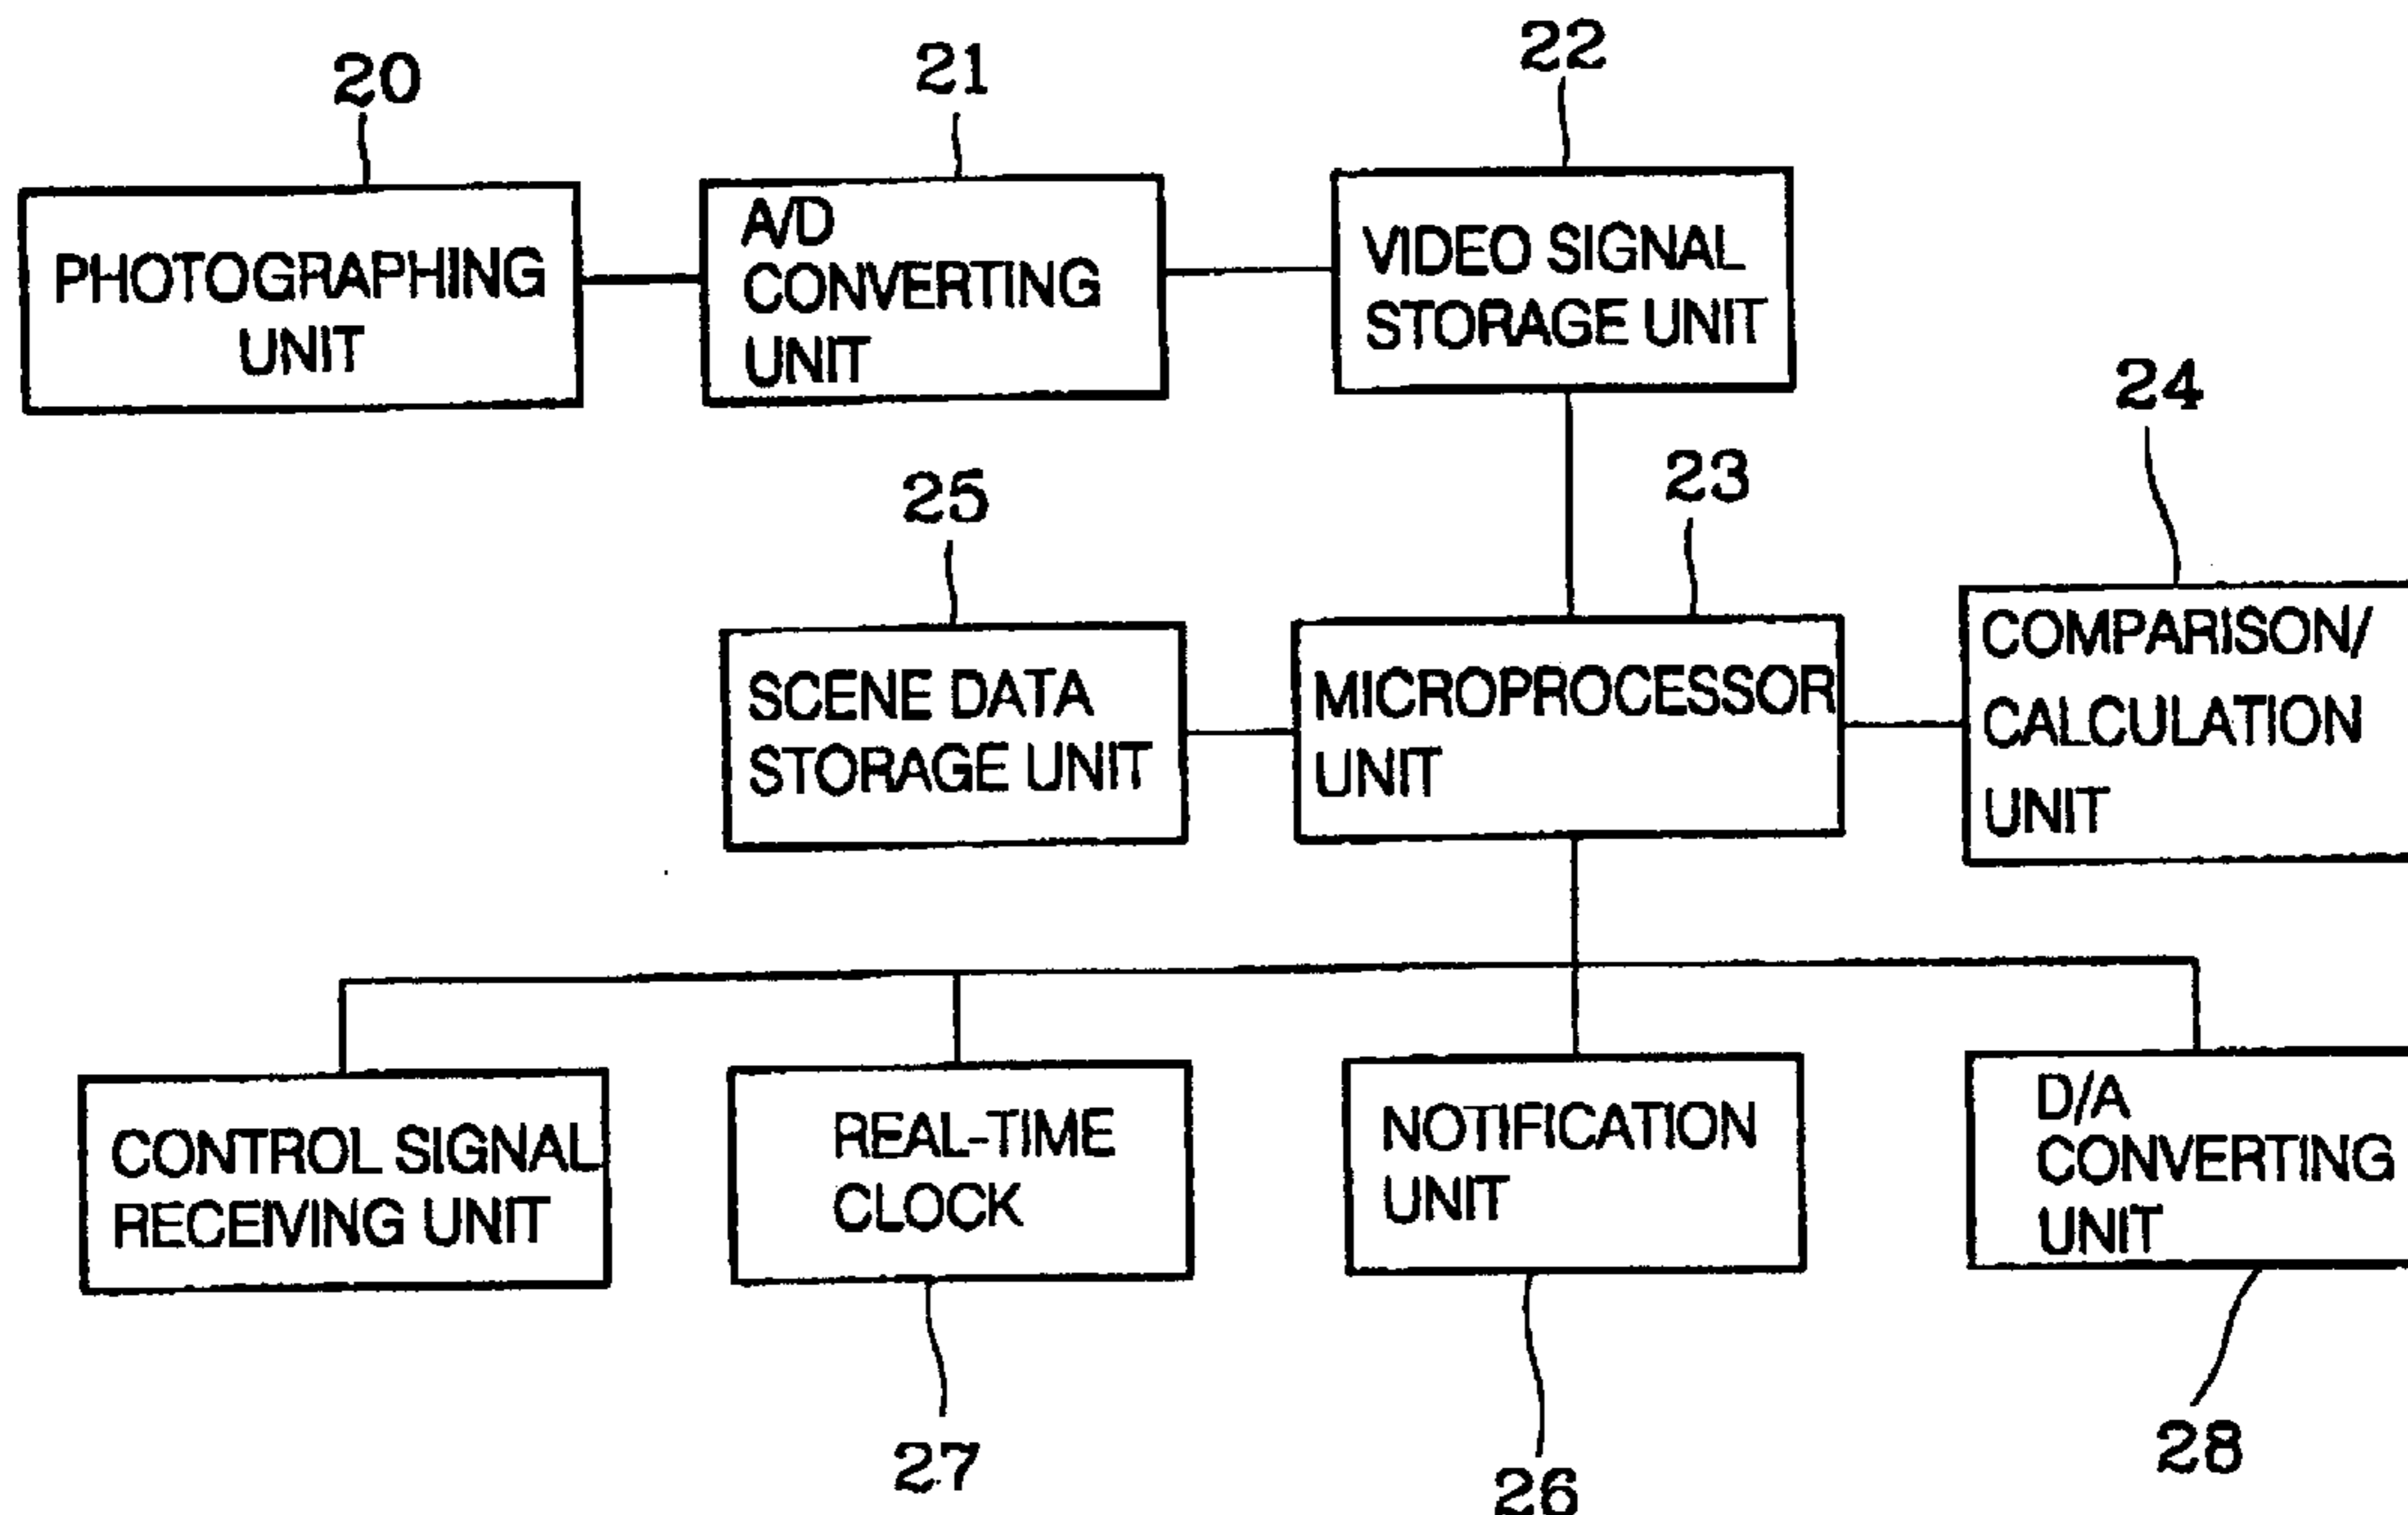 20
21
22
PHOTOGRAPHING
UNIT
A/D
CONVERTING
UNIT
VIDEO SIGNAL
STORAGE UNIT
25
23
24
SCENE DATA
STORAGE UNIT
MICROPROCESSOR
UNIT
COMPARISON/
CALCULATION
UNIT
CONTROL SIGNAL
RECEIVING UNIT
REAL-TIME
CLOCK
NOTIFICATION
UNIT
D/A
CONVERTING
UNIT
27
26
28